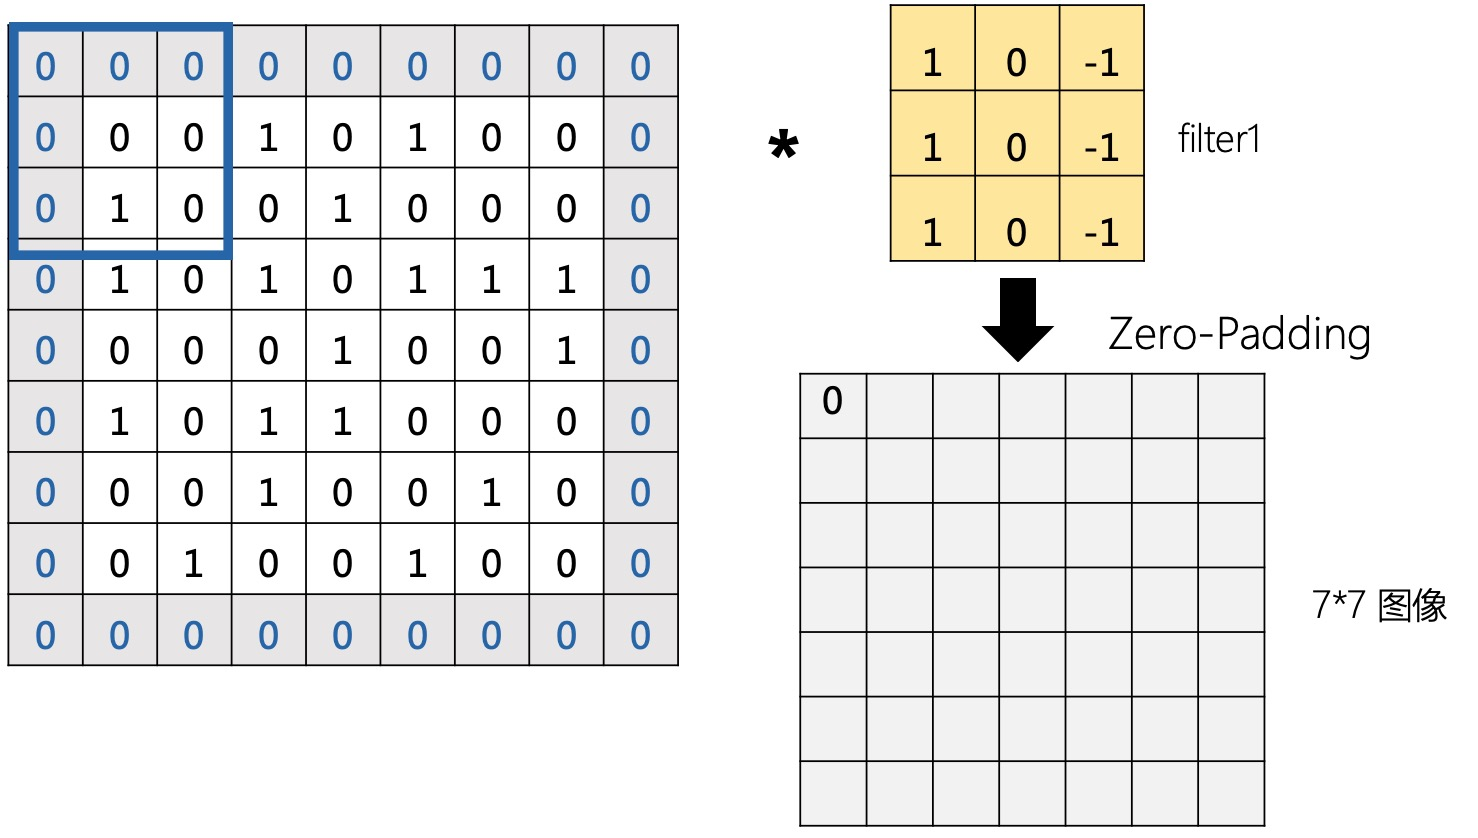 0 0 0 0 0 0 0 0 0
0 0 0 1 0 1 0 0 0
0 1 0 0 1 0 0 0 0
0 1 0 1 0 1 1 1 0
0 0 0 0 1 0 0 1 0
0 1 0 1 1 0 0 0 0
0 0 0 1 0 0 1 0 0
0 0 1 0 0 1 0 0 0
0 0 0 0 0 0 0 0 0
*
1 0 -1
1 0 -1
1 0 -1
filter1
Zero-Padding
0
7*7 图像